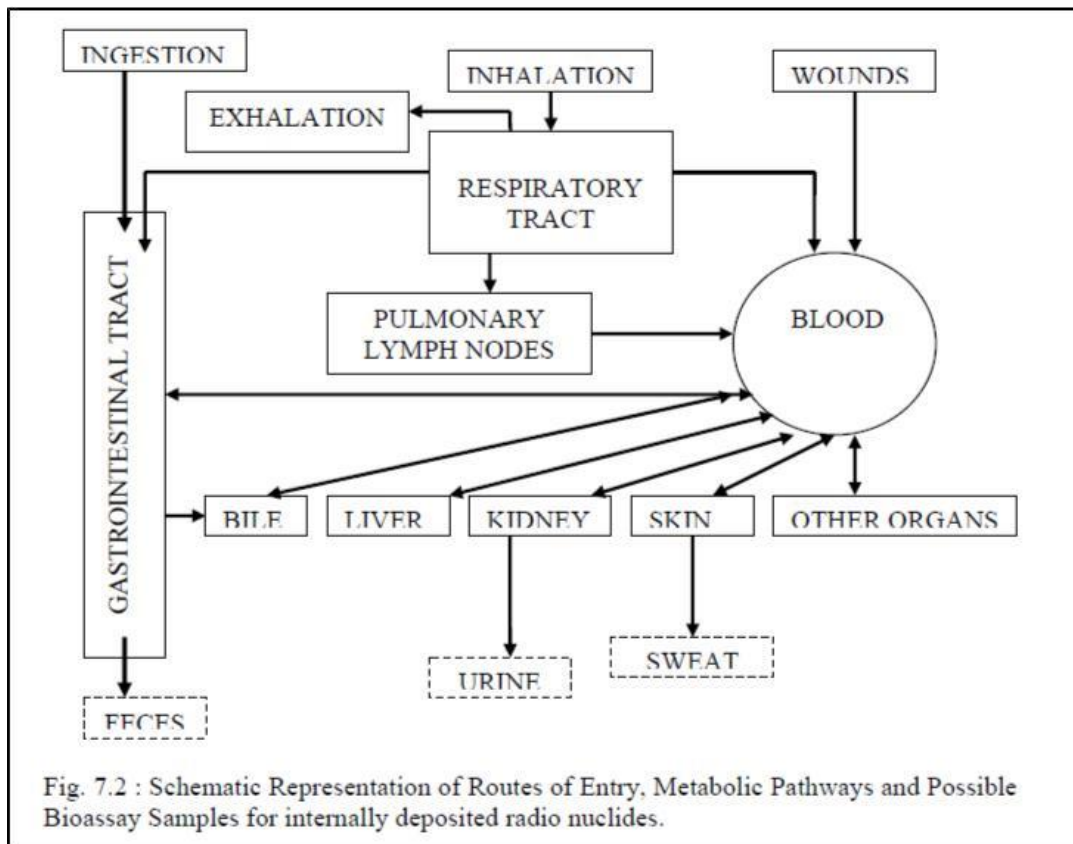 INGESTION
INHALATION
WOUNDS
EXHALATION
RESPIRATORY
TRACT
PULMONARY
LYMPH NODES
BLOOD
GASTROINTESTINAL TRACT
BILE
LIVER
KIDNEY
SKIN
OTHER ORGANS
SWEAT
URINE
FECES
Fig. 7.2 : Schematic Representation of Routes of Entry, Metabolic Pathways and Possible
Bioassay Samples for internally deposited radio nuclides.